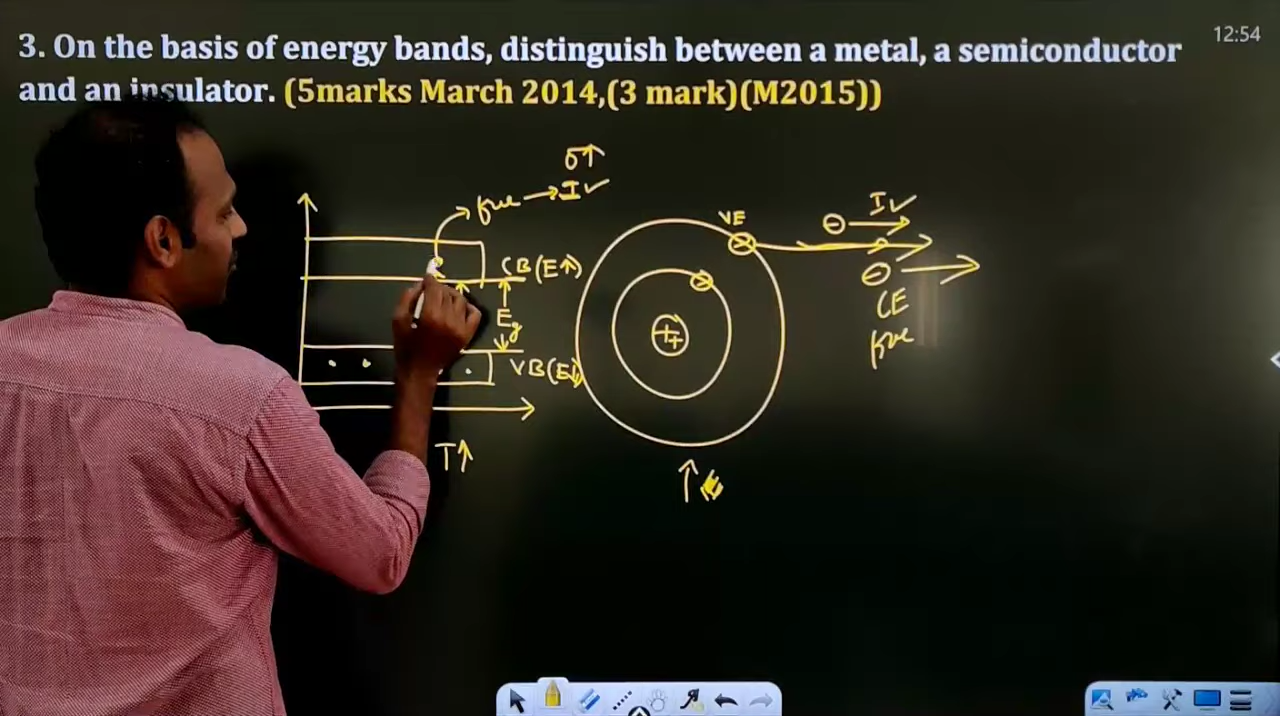 12:54
3. On the basis of energy bands, distinguish between a metal, a semiconductor
and an insulator. (5marks March 2014,(3 mark)(M2015))
σ↑
free → I✓
VE
⊖→ I✓
CB(E↑)
⊖→
Eg
CE
free
VB(E↓)
++
T↑
↑E